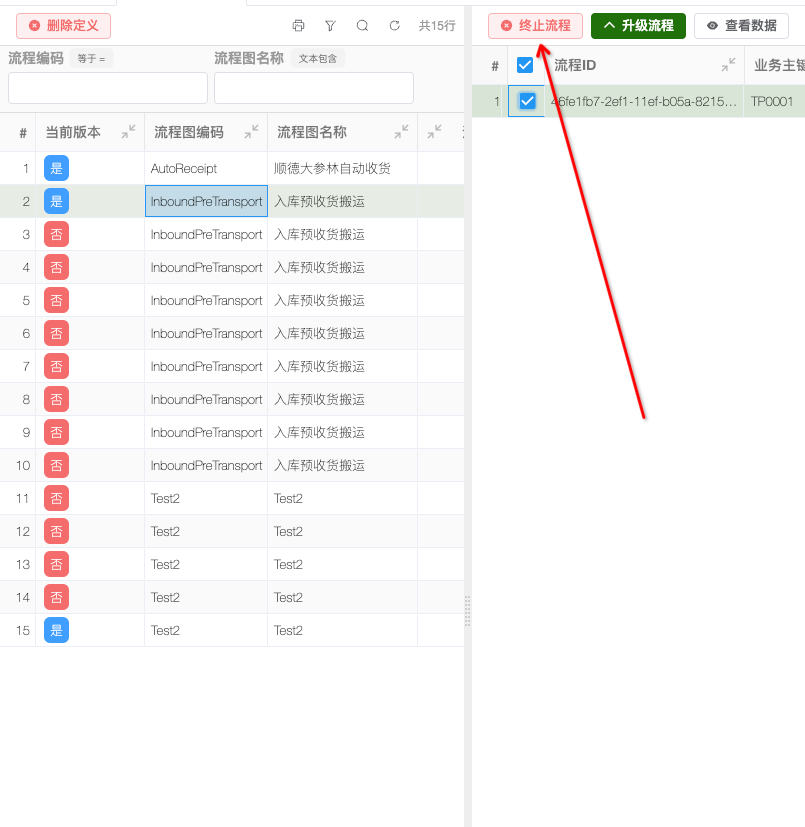 删除定义 共15行
流程编码 等于 = 流程图名称 文本包含
# 当前版本 流程图编码 流程图名称
1 是 AutoReceipt 顺德大参林自动收货
2 是 InboundPreTransport 入库预收货搬运
3 否 InboundPreTransport 入库预收货搬运
4 否 InboundPreTransport 入库预收货搬运
5 否 InboundPreTransport 入库预收货搬运
6 否 InboundPreTransport 入库预收货搬运
7 否 InboundPreTransport 入库预收货搬运
8 否 InboundPreTransport 入库预收货搬运
9 否 InboundPreTransport 入库预收货搬运
10 否 InboundPreTransport 入库预收货搬运
11 否 Test2 Test2
12 否 Test2 Test2
13 否 Test2 Test2
14 否 Test2 Test2
15 是 Test2 Test2
终止流程 升级流程 查看数据
# 流程ID 业务主键
1 46fe1fb7-2ef1-11ef-b05a-8215... TP0001